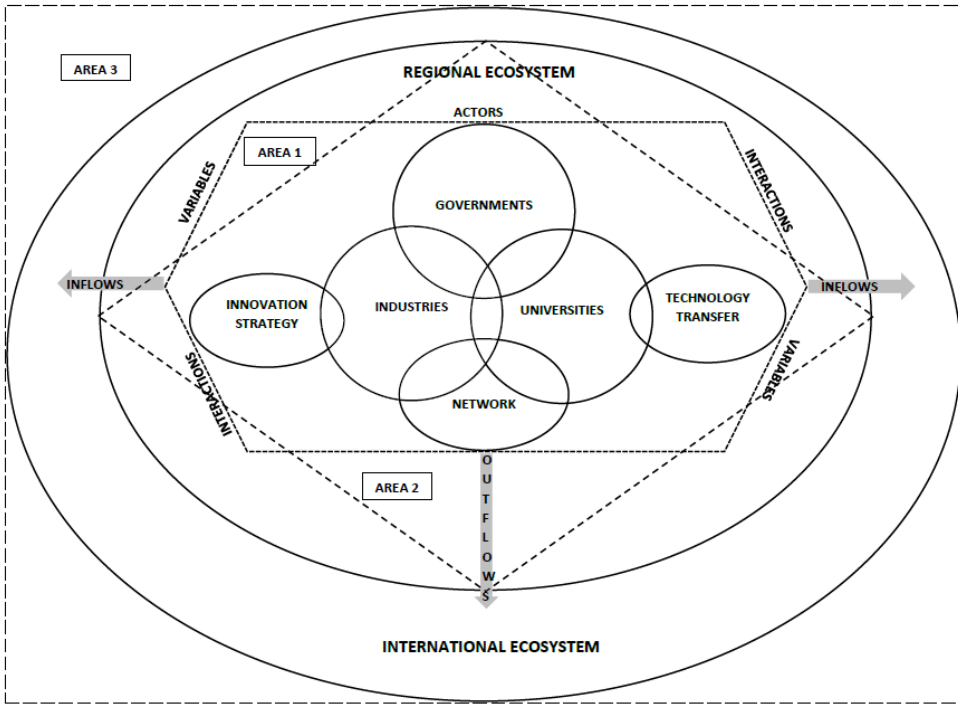 AREA 3
REGIONAL ECOSYSTEM
ACTORS
AREA 1
VARIABLES
INTERACTIONS
GOVERNMENTS
INFLOWS
INFLOWS
INNOVATION
STRATEGY
INDUSTRIES
UNIVERSITIES
TECHNOLOGY
TRANSFER
INTERACTIONS
VARIABLES
NETWORK
AREA 2
OUTFLOWS
INTERNATIONAL ECOSYSTEM